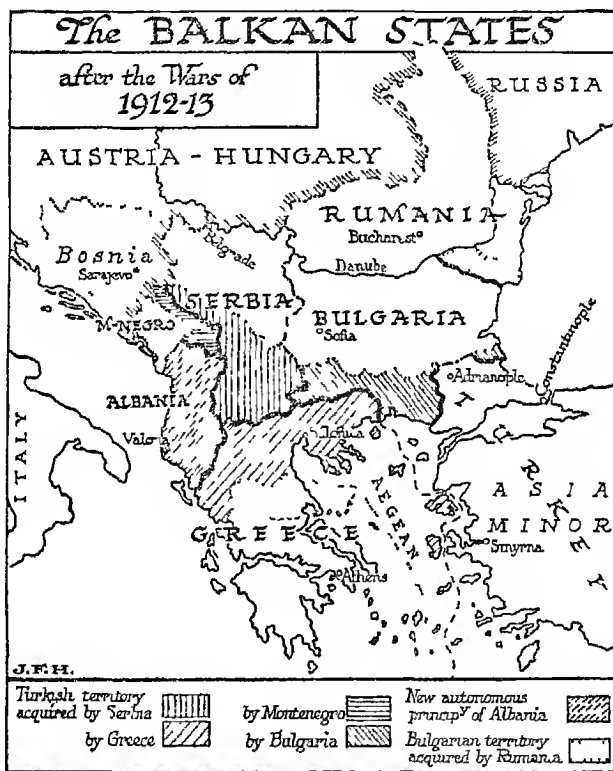 The BALKAN STATES
after the Wars of
1912-13
RUSSIA
AUSTRIA - HUNGARY
RUMANIA
Bucharest
Belgrade
Danube
Bosnia
Sarajevo
SERBIA
M-NEGRO
BULGARIA
Sofia
Constantinople
Adrianople
ALBANIA
Valona
Salonica
ITALY
TURKEY
AEGEAN
ASIA
MINOR
GREECE
Smyrna
Athens
J.F.H.
Turkish territory
acquired by Serbia
by Greece
by Montenegro
by Bulgaria
New autonomous
principy of Albania
Bulgarian territory
acquired by Rumania